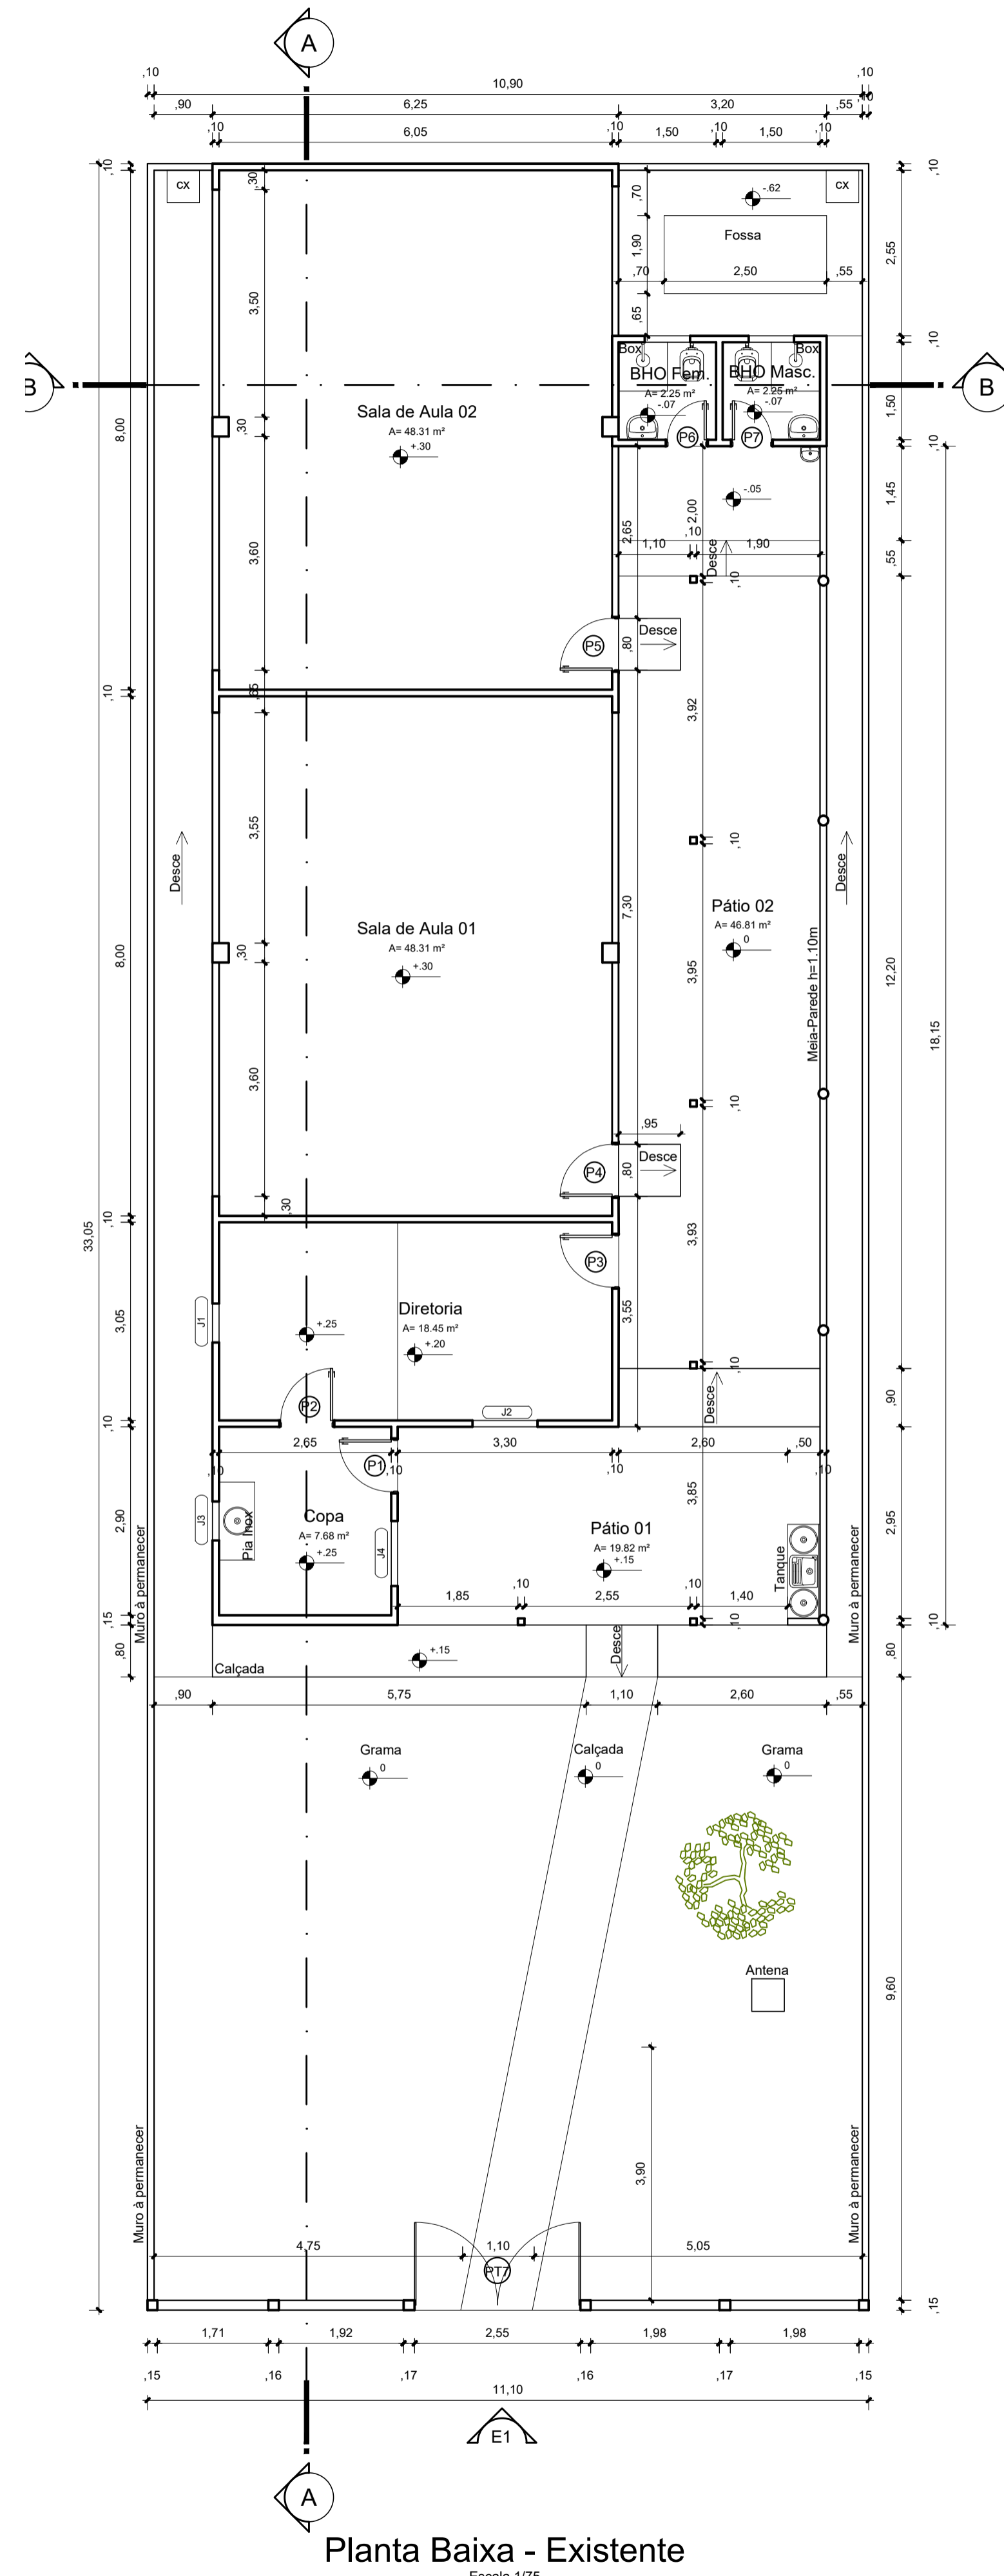 A
,10
10,90
,10
,90
6,25
3,20
,55
,10
,10
6,05
,10
1,50
,10
1,50
,10
,10
,30
,70
-.62
,10
CX
CX
Fossa
1,90
2,55
,70
2,50
,55
3,50
,65
,10
Box
Box
BHO Fem.
BHO Masc.
A= 2.25 m²
A= 2.25 m²
-.07
-.07
B
B
1,50
Sala de Aula 02
A= 48.31 m²
+.30
8,00
,30
P6
P7
,10
-.05
1,45
2,00
2,65
,10
1,10
1,90
Desce
,55
3,60
,10
P5
Desce
,80
,10
,65
3,92
3,55
,10
Desce
Desce
7,30
Pátio 02
A= 46.81 m²
0
Sala de Aula 01
A= 48.31 m²
+.30
8,00
,30
3,95
Meia-Parede h=1.10m
12,20
18,15
3,60
,10
,95
P4
Desce
,80
,30
,10
33,05
3,93
P3
Diretoria
A= 18.45 m²
+.25
+.20
J1
3,05
3,55
,10
Desce
,90
P2
J2
,10
2,65
3,30
2,60
,50
,10
,10
,10
,10
P1
3,85
J3
Pia Inox
Copa
A= 7.68 m²
+.25
J4
2,90
Pátio 01
A= 19.82 m²
+.15
Tanque
2,95
Muro à permanecer
Muro à permanecer
1,85
,10
2,55
,10
1,40
,15
,10
,10
,80
+.15
Desce
,80
Calçada
,90
5,75
1,10
2,60
,55
Grama
0
Calçada
0
Grama
0
Antena
9,60
3,90
Muro à permanecer
Muro à permanecer
4,75
1,10
5,05
PT7
,15
1,71
1,92
2,55
1,98
1,98
,15
,16
,17
,16
,17
,15
11,10
E1
A
Planta Baixa - Existente
Escala 1/75